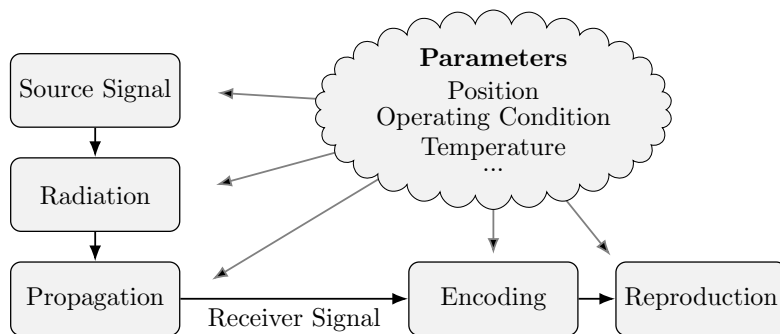 Parameters
Position
Operating Condition
Temperature
...
Source Signal
Radiation
Propagation
Receiver Signal
Encoding
Reproduction